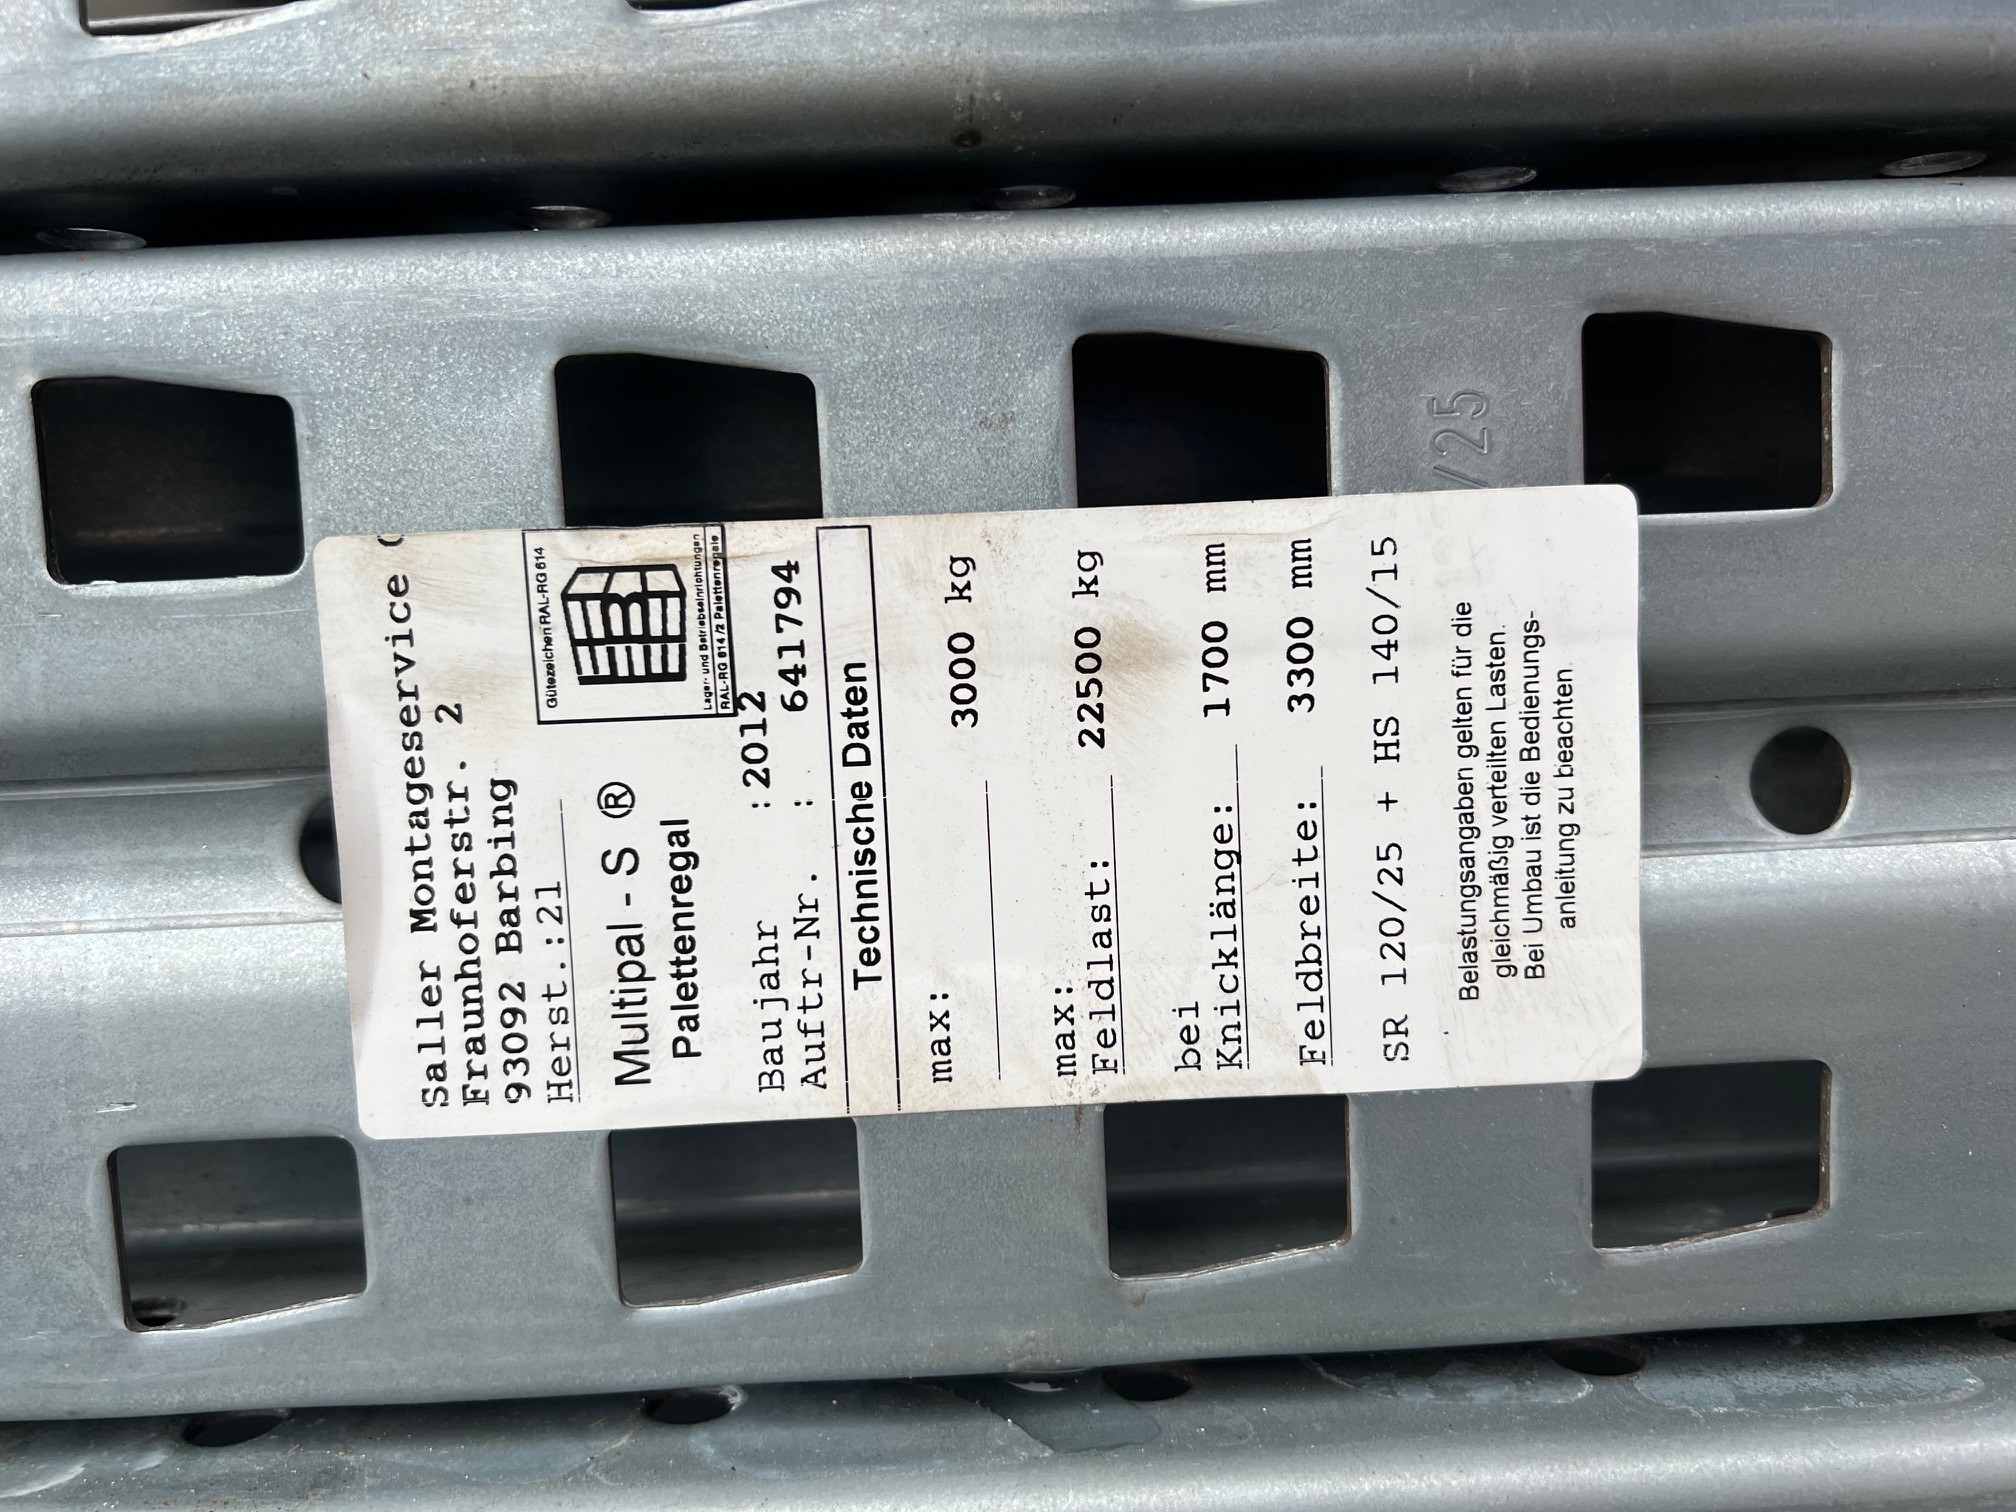 Saller Montageservice
Fraunhoferstr. 2
93092 Barbing
Herst.:21
Gütezeichen RAL-RG 614
Lager- und Betriebseinrichtungen
RAL-RG 614/2 Palettenregale
Multipal - S ®
Palettenregal
Baujahr :2012
Auftr-Nr. : 641794
Technische Daten
max: 3000 kg
max:
Feldlast: 22500 kg
bei
Knicklänge: 1700 mm
Feldbreite: 3300 mm
SR 120/25 + HS 140/15
Belastungsangaben gelten für die
gleichmäßig verteilten Lasten.
Bei Umbau ist die Bedienungs-
anleitung zu beachten.
/25